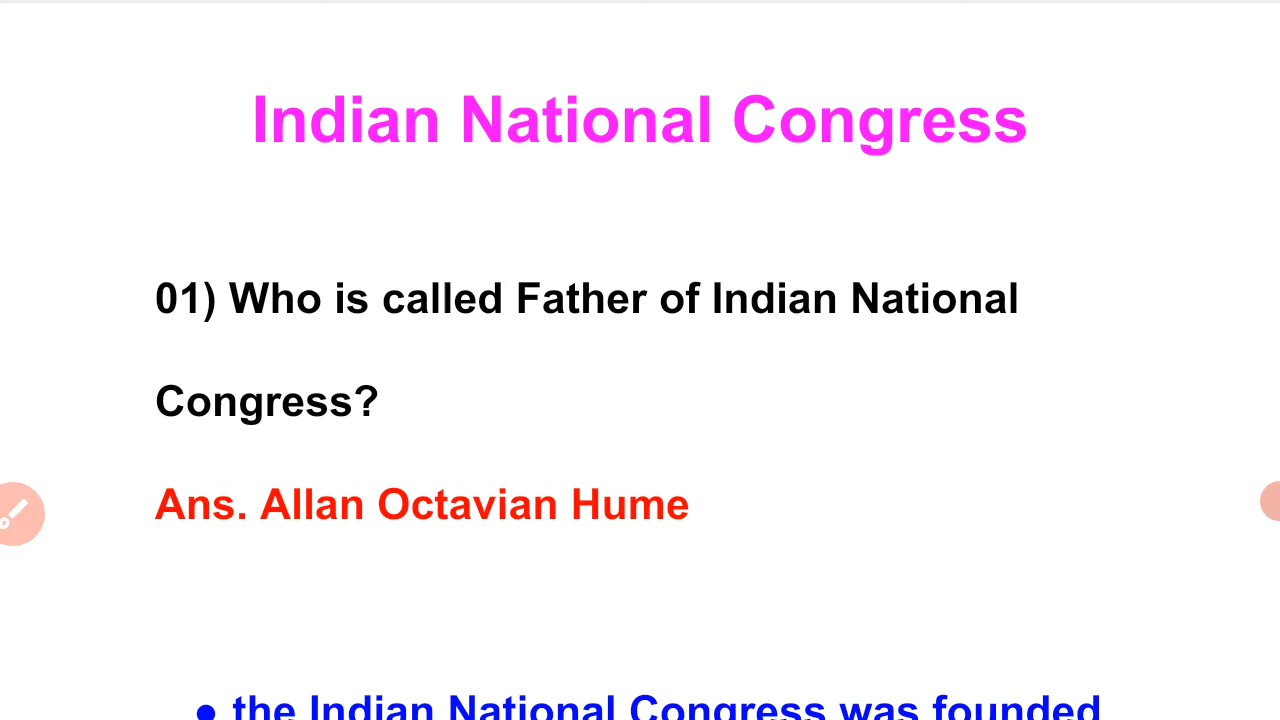 Indian National Congress
01) Who is called Father of Indian National
Congress?
Ans. Allan Octavian Hume
● the Indian National Congress was founded